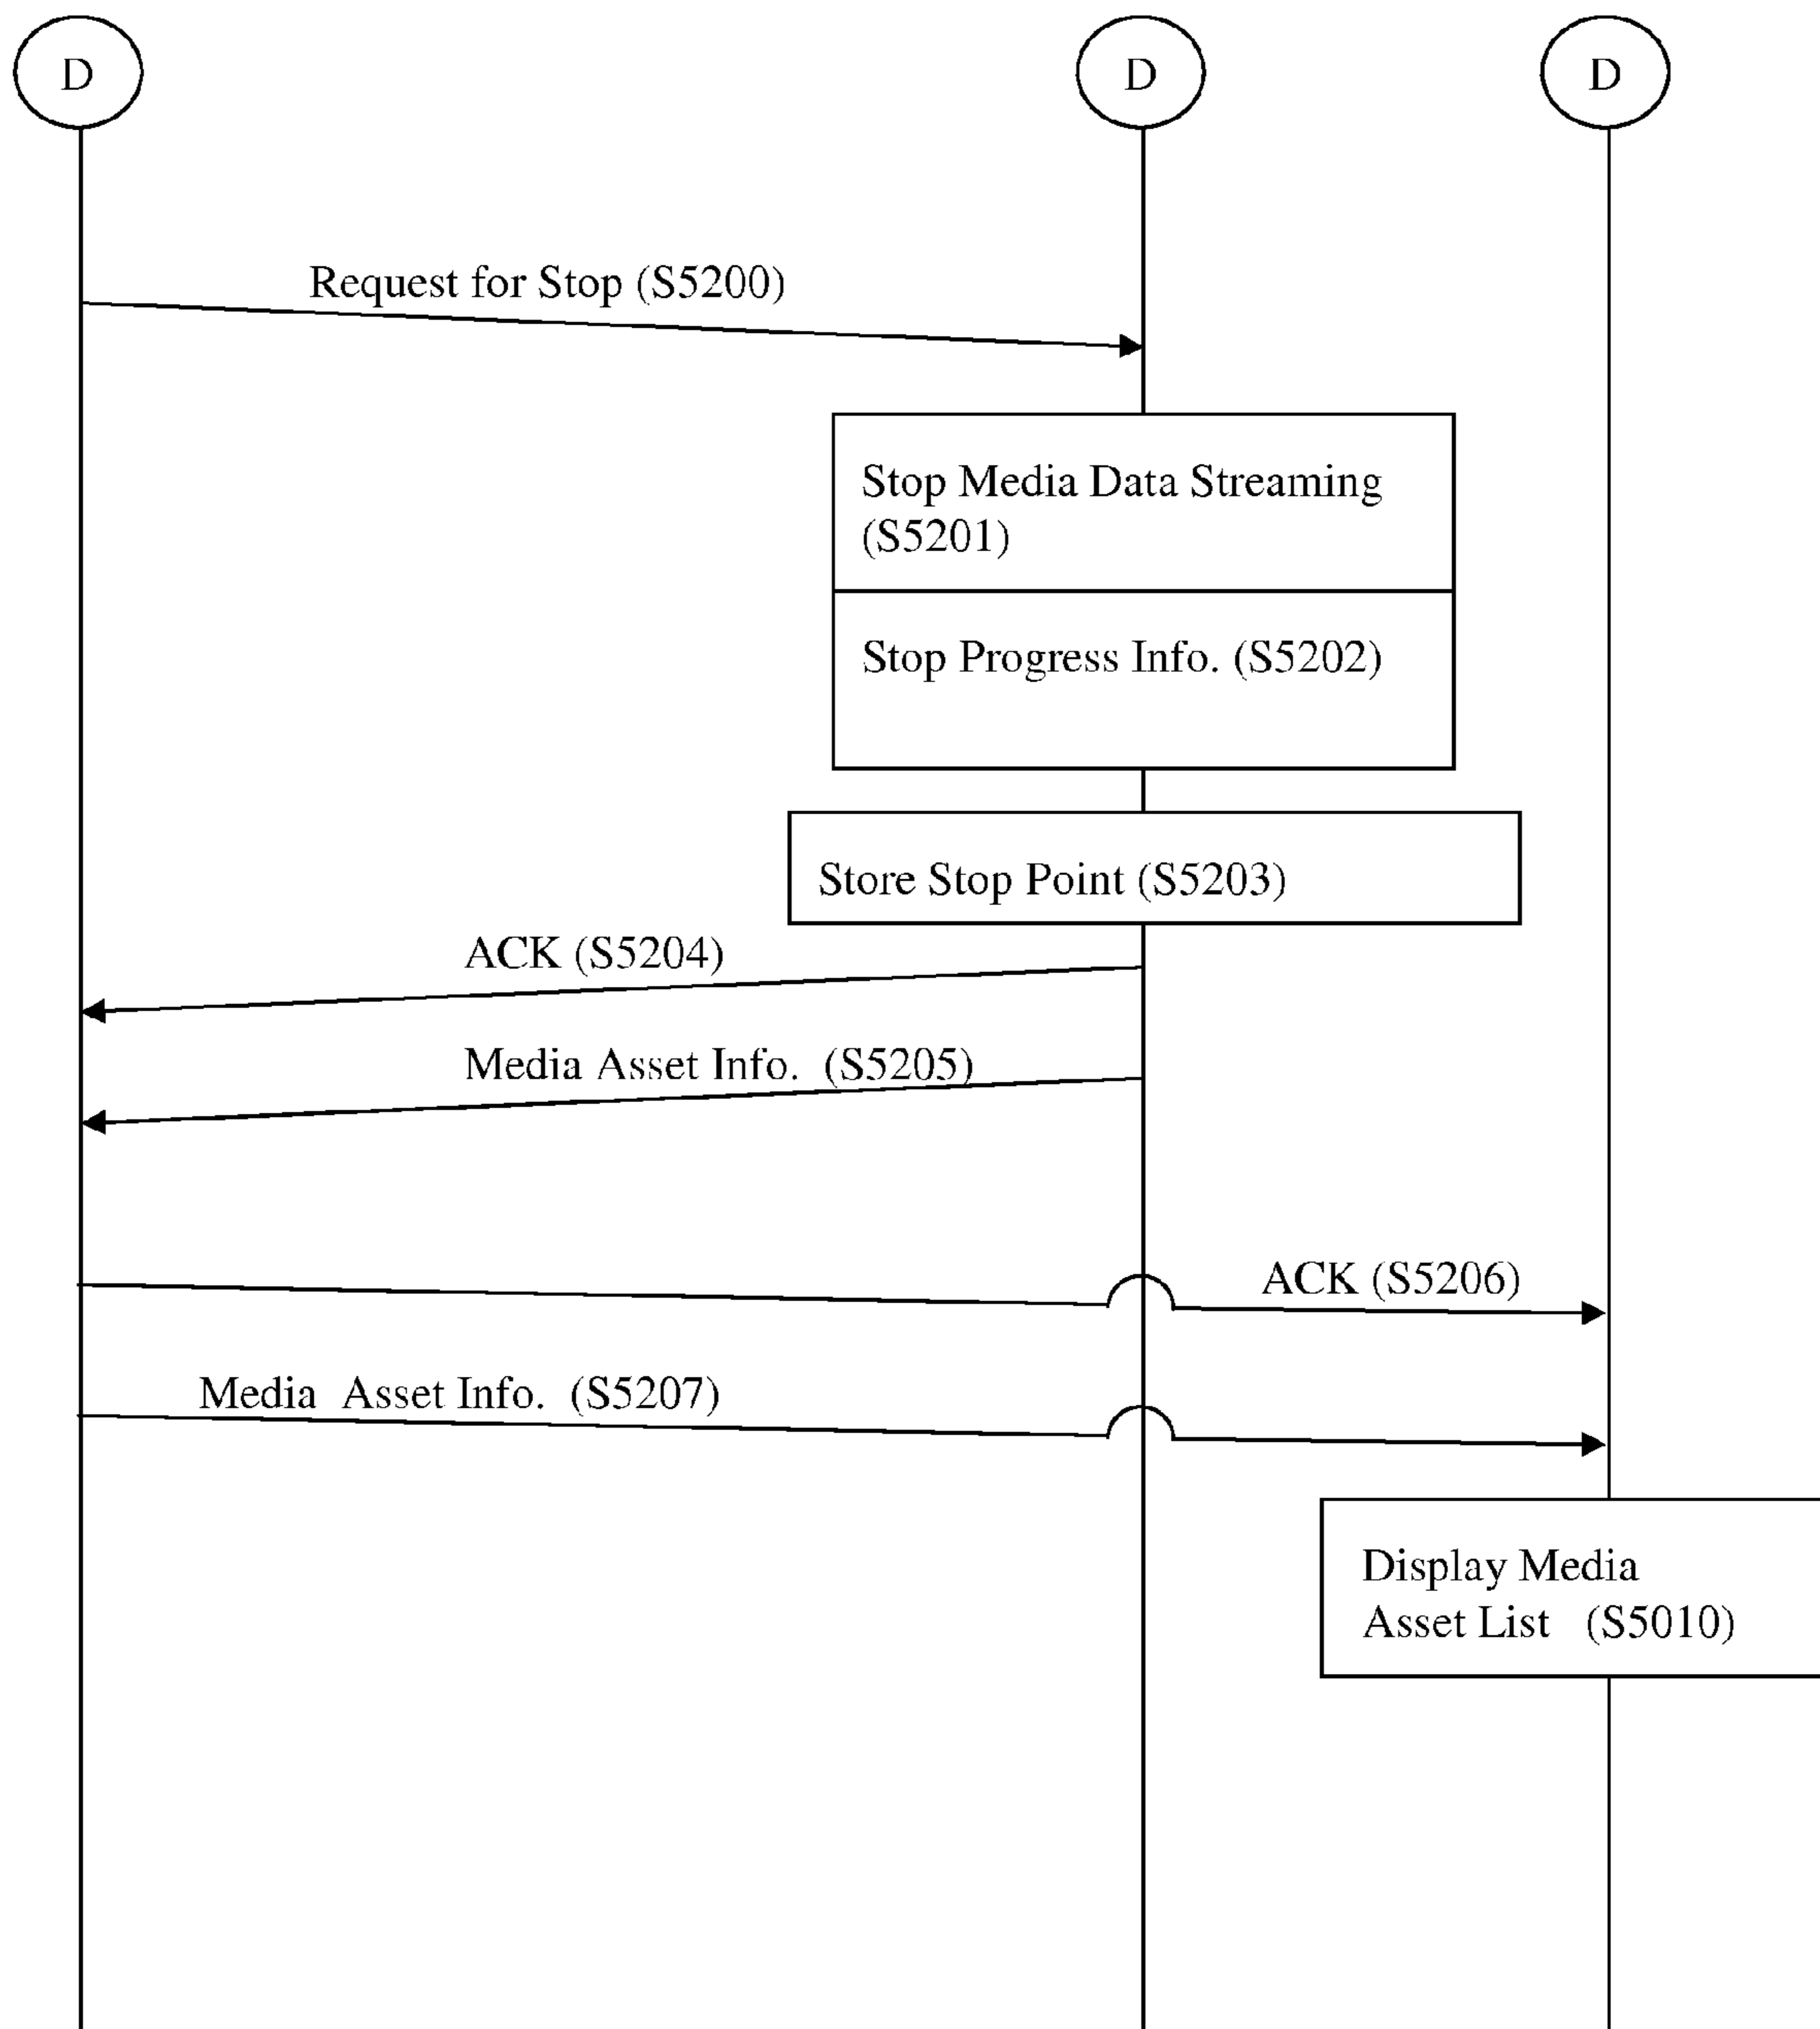 D D D
Request for Stop (S5200)
Stop Media Data Streaming
(S5201)
Stop Progress Info. (S5202)
Store Stop Point (S5203)
ACK (S5204)
Media Asset Info. (S5205)
ACK (S5206)
Media Asset Info. (S5207)
Display Media
Asset List (S5010)